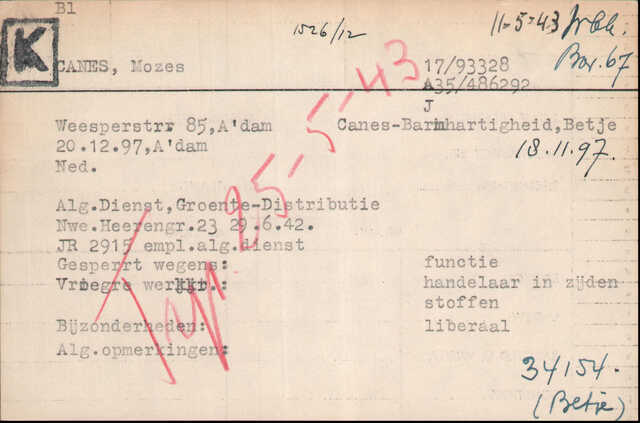 B1
1526/12
11-5-43
Bar. 67
K
CANES, Mozes
17/93328
A35/486292
J
Weesperstrr 85,A'dam
Canes-Barmhartigheid,Betje
20.12.97,A'dam
18.11.97.
Ned.
25-5-43
Alg.Dienst,Groente-Distributie
Nwe.Heerengr.23 29.6.42.
JR 2915 empl.alg.dienst
Gesperrt wegens:
functie
Vroegre werkkr.:
handelaar in zijden
stoffen
Bijzonderheden:
liberaal
Alg.opmerkingen:
34154.
(Betje)